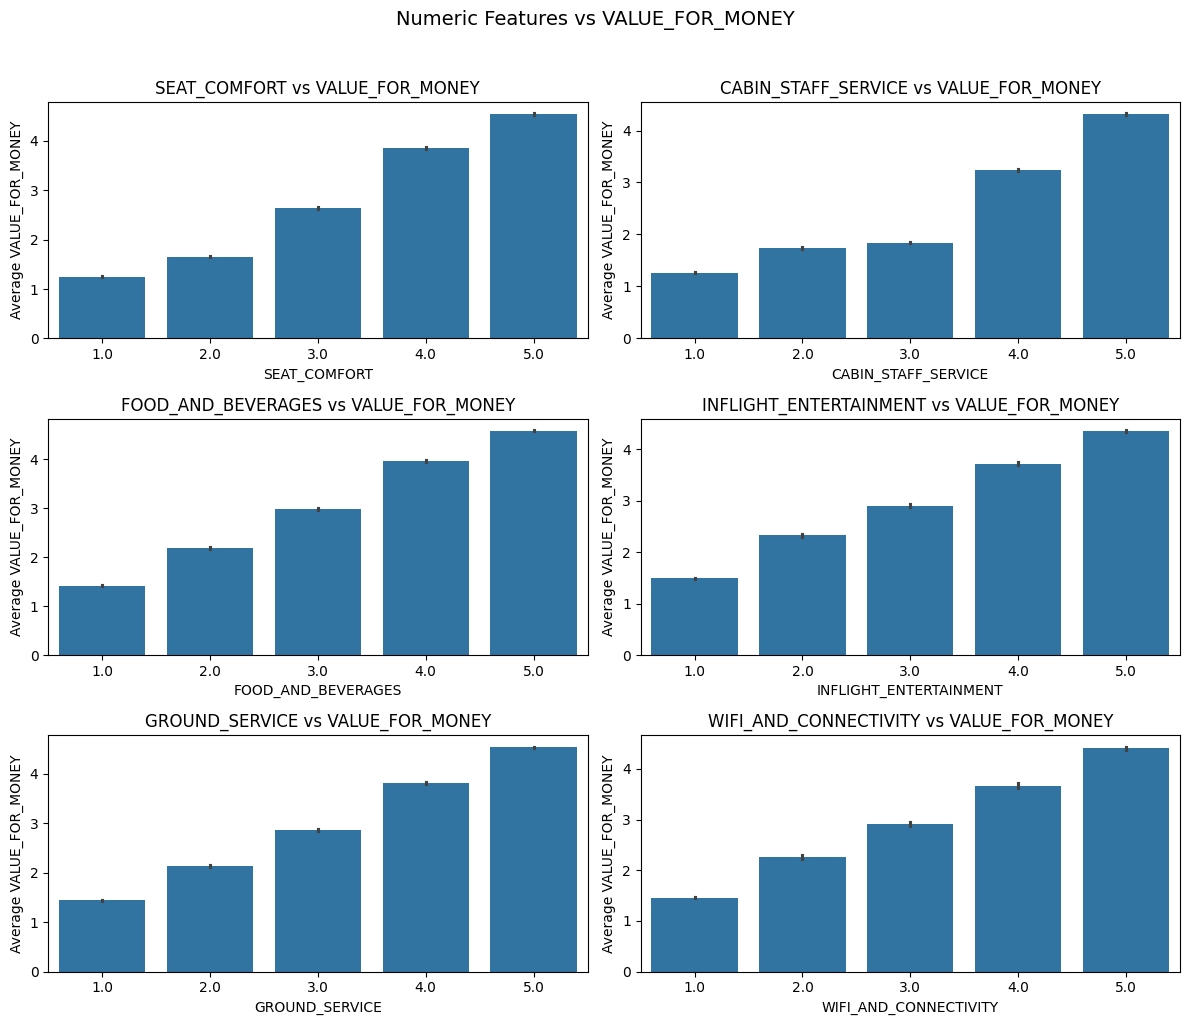 Numeric Features vs VALUE_FOR_MONEY
SEAT_COMFORT vs VALUE_FOR_MONEY
Average VALUE_FOR_MONEY
4
3
2
1
0
1.0 2.0 3.0 4.0 5.0
SEAT_COMFORT
CABIN_STAFF_SERVICE vs VALUE_FOR_MONEY
Average VALUE_FOR_MONEY
4
3
2
1
0
1.0 2.0 3.0 4.0 5.0
CABIN_STAFF_SERVICE
FOOD_AND_BEVERAGES vs VALUE_FOR_MONEY
Average VALUE_FOR_MONEY
4
3
2
1
0
1.0 2.0 3.0 4.0 5.0
FOOD_AND_BEVERAGES
INFLIGHT_ENTERTAINMENT vs VALUE_FOR_MONEY
Average VALUE_FOR_MONEY
4
3
2
1
0
1.0 2.0 3.0 4.0 5.0
INFLIGHT_ENTERTAINMENT
GROUND_SERVICE vs VALUE_FOR_MONEY
Average VALUE_FOR_MONEY
4
3
2
1
0
1.0 2.0 3.0 4.0 5.0
GROUND_SERVICE
WIFI_AND_CONNECTIVITY vs VALUE_FOR_MONEY
Average VALUE_FOR_MONEY
4
3
2
1
0
1.0 2.0 3.0 4.0 5.0
WIFI_AND_CONNECTIVITY